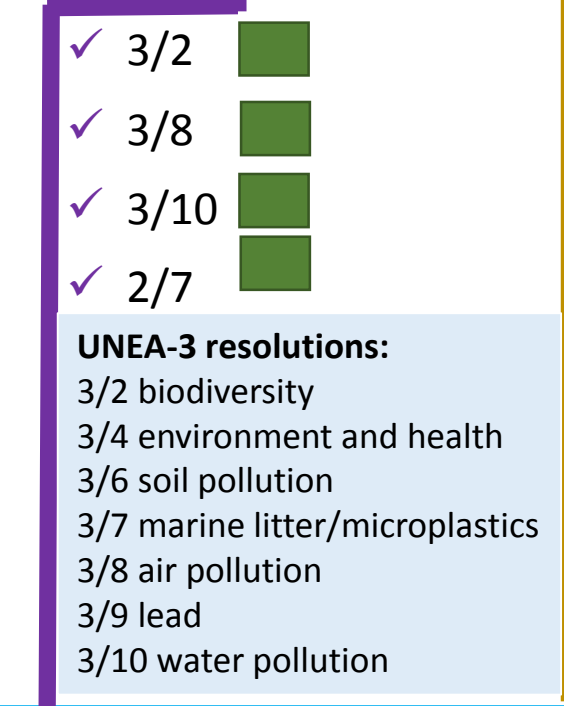 ✓ 3/2
✓ 3/8
✓ 3/10
✓ 2/7
UNEA-3 resolutions:
3/2 biodiversity
3/4 environment and health
3/6 soil pollution
3/7 marine litter/microplastics
3/8 air pollution
3/9 lead
3/10 water pollution